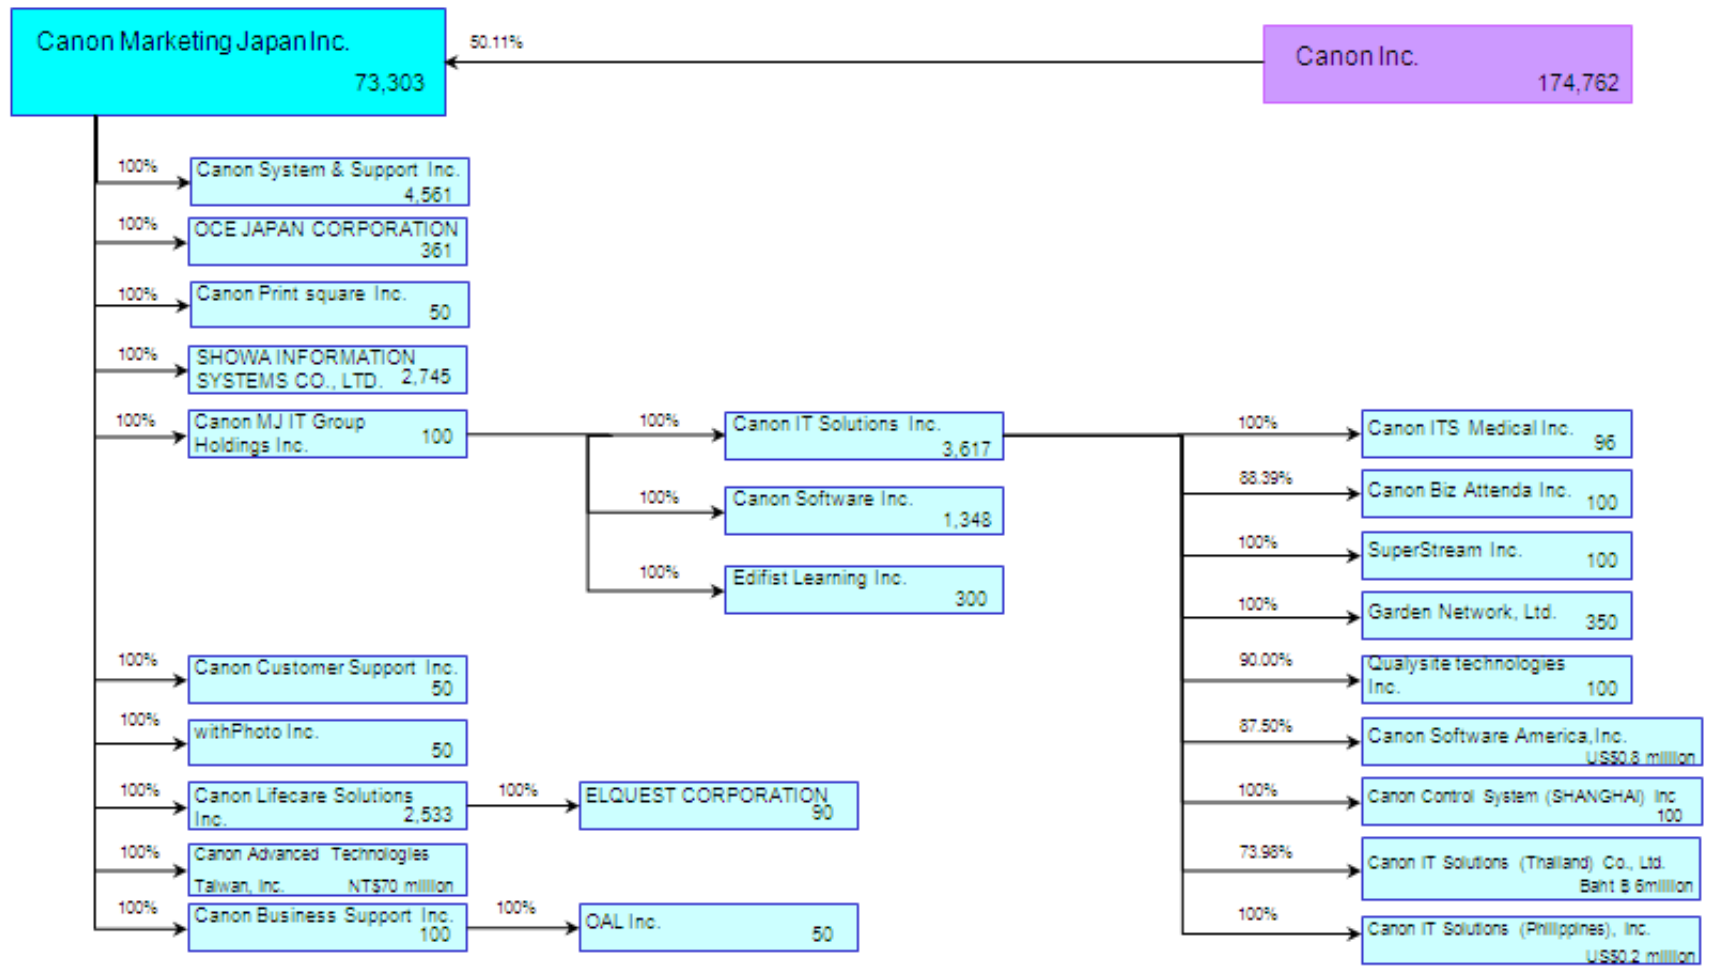 Canon Marketing Japan Inc.
73,303
50.11%
Canon Inc.
174,762
100%
Canon System & Support Inc.
4,561
100%
OCE JAPAN CORPORATION
361
100%
Canon Print square Inc.
50
100%
SHOWA INFORMATION
SYSTEMS CO., LTD. 2,745
100%
Canon MJ IT Group
Holdings Inc. 100
100%
Canon IT Solutions Inc.
3,617
100%
Canon Software Inc.
1,348
100%
Edifist Learning Inc.
300
100%
Canon ITS Medical Inc.
96
88.39%
Canon Biz Attenda Inc.
100
100%
SuperStream Inc.
100
100%
Garden Network, Ltd.
350
90.00%
Qualysite technologies
Inc. 100
87.50%
Canon Software America,Inc.
US$0.8 million
100%
Canon Control System (SHANGHAI) Inc
100
73.98%
Canon IT Solutions (Thailand) Co., Ltd.
Baht B 6million
100%
Canon IT Solutions (Philippines), Inc.
US$0.2 million
100%
Canon Customer Support Inc.
50
100%
withPhoto Inc.
50
100%
Canon Lifecare Solutions
Inc. 2,533
100%
ELQUEST CORPORATION
90
100%
Canon Advanced Technologies
Taiwan, Inc. NT$70 million
100%
Canon Business Support Inc.
100
100%
OAL Inc.
50